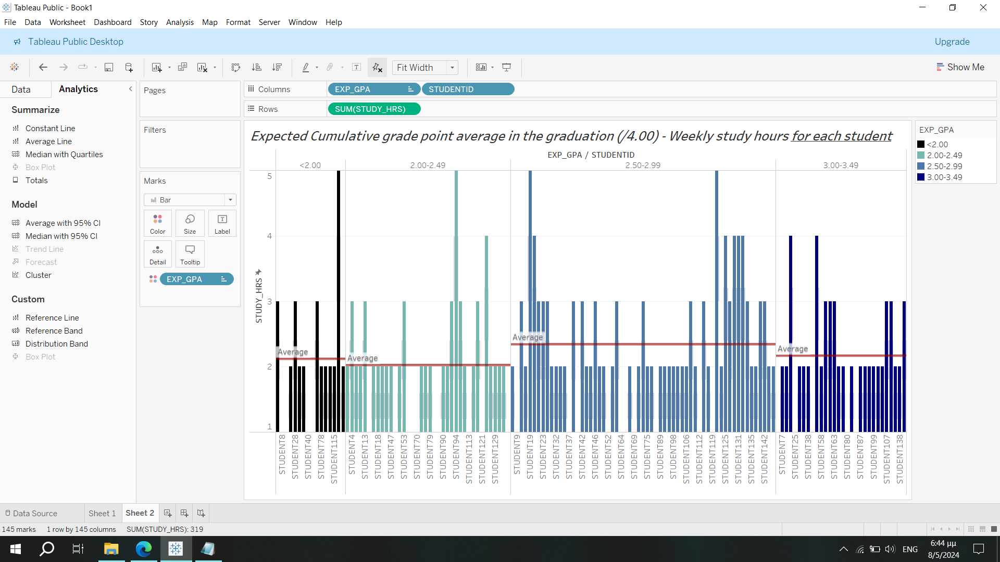 Tableau Public - Book1
File Data Worksheet Dashboard Story Analysis Map Format Server Window Help
Tableau Public Desktop
Upgrade
Fit Width
Show Me
Data
Analytics
Summarize
Constant Line
Average Line
Median with Quartiles
Box Plot
Totals
Model
Average with 95% CI
Median with 95% CI
Trend Line
Forecast
Cluster
Custom
Reference Line
Reference Band
Distribution Band
Box Plot
Pages
Filters
Marks
Bar
Color
Size
Label
Detail
Tooltip
EXP_GPA
Columns
EXP_GPA
STUDENTID
Rows
SUM(STUDY_HRS)
Expected Cumulative grade point average in the graduation (/4.00) - Weekly study hours for each student
EXP_GPA / STUDENTID
<2.00
2.00-2.49
2.50-2.99
3.00-3.49
STUDY_HRS
5
4
3
2
1
Average
Average
Average
Average
STUDENT8
STUDENT28
STUDENT40
STUDENT78
STUDENT115
STUDENT4
STUDENT13
STUDENT18
STUDENT47
STUDENT53
STUDENT70
STUDENT79
STUDENT90
STUDENT94
STUDENT113
STUDENT121
STUDENT129
STUDENT9
STUDENT19
STUDENT23
STUDENT32
STUDENT37
STUDENT42
STUDENT46
STUDENT52
STUDENT64
STUDENT69
STUDENT75
STUDENT89
STUDENT98
STUDENT106
STUDENT112
STUDENT119
STUDENT125
STUDENT131
STUDENT135
STUDENT142
STUDENT7
STUDENT25
STUDENT38
STUDENT58
STUDENT63
STUDENT80
STUDENT87
STUDENT99
STUDENT107
STUDENT138
EXP_GPA
<2.00
2.00-2.49
2.50-2.99
3.00-3.49
Data Source
Sheet 1
Sheet 2
145 marks
1 row by 145 columns
SUM(STUDY_HRS): 319
ENG
6:44 μμ
8/5/2024